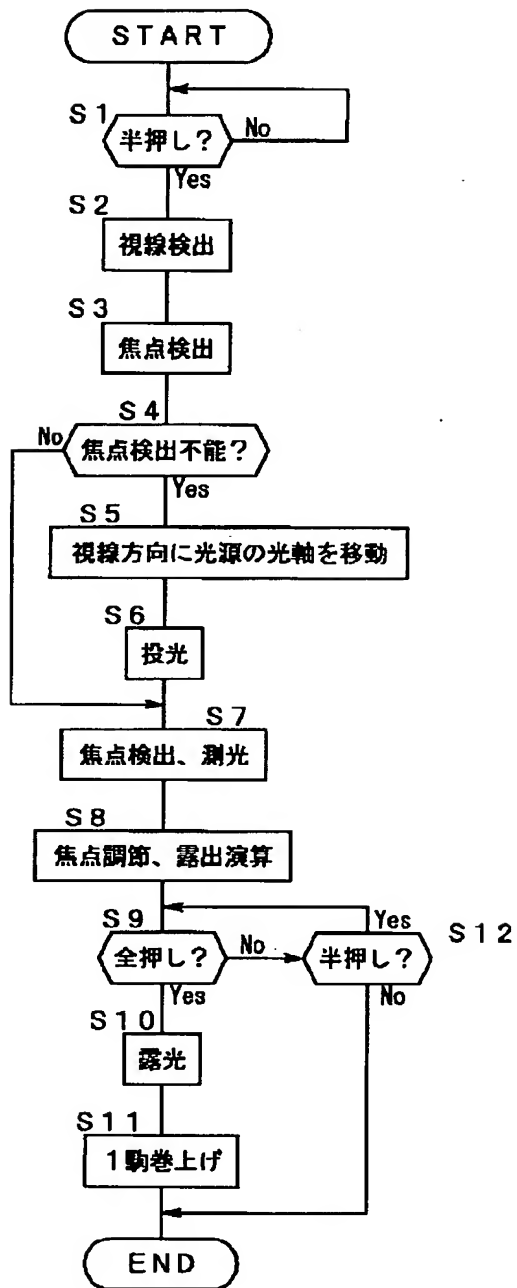 START
S1
半押し?
No
Yes
S2
視線検出
S3
焦点検出
S4
No
焦点検出不能?
Yes
S5
視線方向に光源の光軸を移動
S6
投光
S7
焦点検出、測光
S8
焦点調節、露出演算
S9
Yes
S12
全押し?
No
半押し?
Yes
No
S10
露光
S11
1駒巻上げ
END